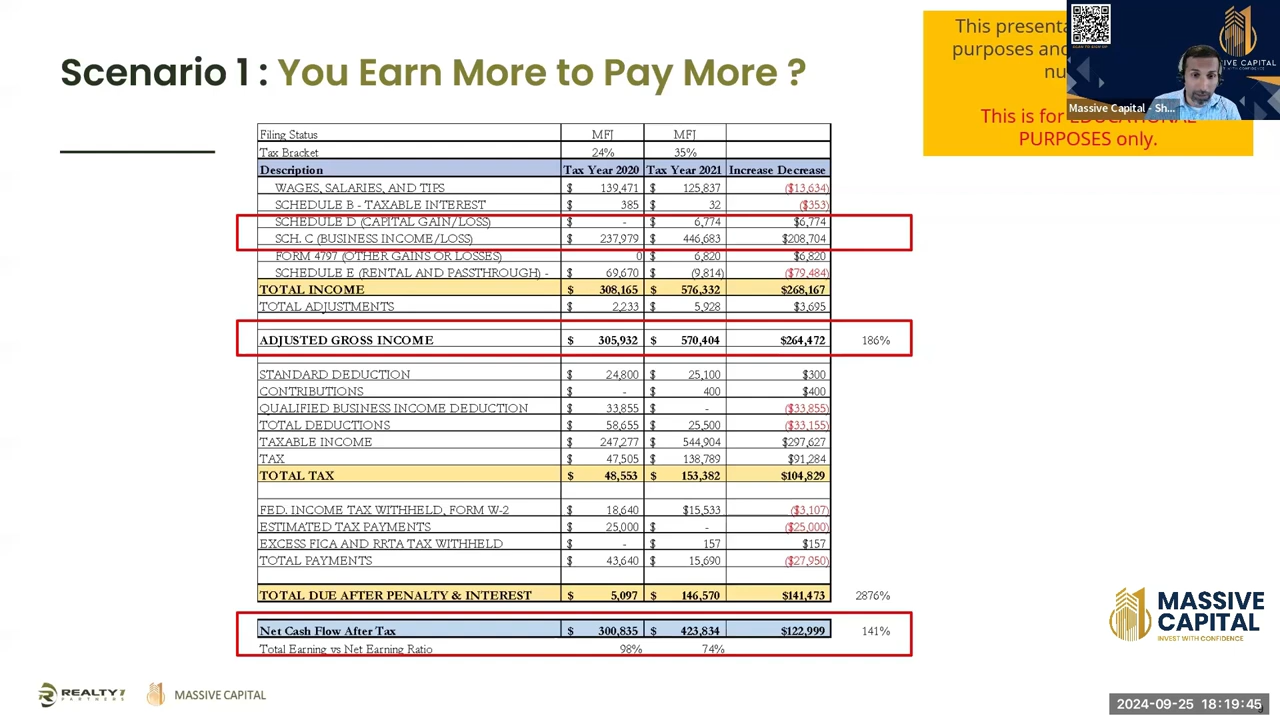 Scenario 1 : You Earn More to Pay More ?
This presenta
purposes and
nu
This is for EDUCATIONAL
PURPOSES only.
SCAN TO SIGN UP
VE CAPITAL
ST WITH CONFIDENCE
Massive Capital - Sh...
Filing Status MFJ MFJ
Tax Bracket 24% 35%
Description Tax Year 2020 Tax Year 2021 Increase Decrease
WAGES, SALARIES, AND TIPS $ 139,471 $ 125,837 ($13,634)
SCHEDULE B - TAXABLE INTEREST $ 385 $ 32 ($353)
SCHEDULE D (CAPITAL GAIN/LOSS) $ - $ 6,774 $6,774
SCH. C (BUSINESS INCOME/LOSS) $ 237,979 $ 446,683 $208,704
FORM 4797 (OTHER GAINS OR LOSSES) 0 $ 6,820 $6,820
SCHEDULE E (RENTAL AND PASSTHROUGH) - $ 69,670 $ (9,814) ($79,484)
TOTAL INCOME $ 308,165 $ 576,332 $268,167
TOTAL ADJUSTMENTS $ 2,233 $ 5,928 $3,695
ADJUSTED GROSS INCOME $ 305,932 $ 570,404 $264,472 186%
STANDARD DEDUCTION $ 24,800 $ 25,100 $300
CONTRIBUTIONS $ - $ 400 $400
QUALIFIED BUSINESS INCOME DEDUCTION $ 33,855 $ - ($33,855)
TOTAL DEDUCTIONS $ 58,655 $ 25,500 ($33,155)
TAXABLE INCOME $ 247,277 $ 544,904 $297,627
TAX $ 47,505 $ 138,789 $91,284
TOTAL TAX $ 48,553 $ 153,382 $104,829
FED. INCOME TAX WITHHELD, FORM W-2 $ 18,640 $15,533 ($3,107)
ESTIMATED TAX PAYMENTS $ 25,000 $ - ($25,000)
EXCESS FICA AND RRTA TAX WITHHELD $ - $ 157 $157
TOTAL PAYMENTS $ 43,640 $ 15,690 ($27,950)
TOTAL DUE AFTER PENALTY & INTEREST $ 5,097 $ 146,570 $141,473 2876%
Net Cash Flow After Tax $ 300,835 $ 423,834 $122,999 141%
Total Earning vs Net Earning Ratio 98% 74%
MASSIVE
CAPITAL
INVEST WITH CONFIDENCE
REALTY1
PARTNERS
MASSIVE CAPITAL
2024-09-25 18:19:45